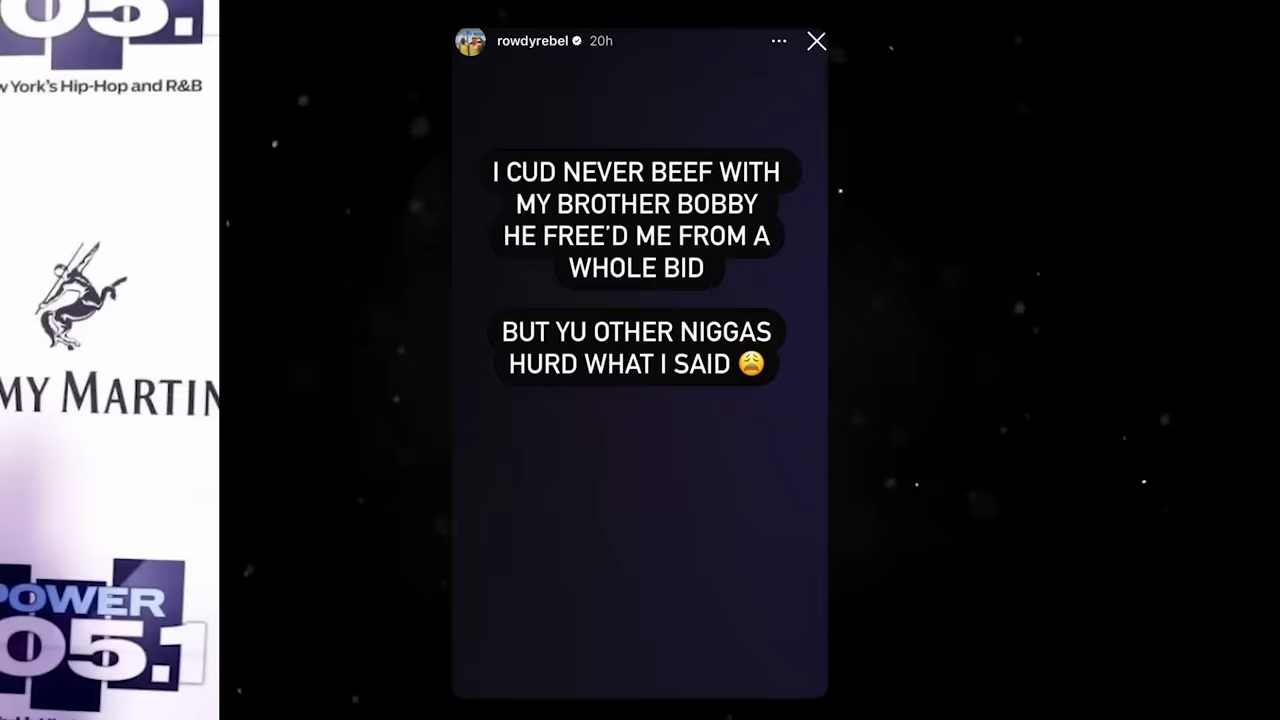 05.
w York's Hip-Hop and R&B
MY MARTIN
POWER
05.1
rowdyrebel 20h
I CUD NEVER BEEF WITH
MY BROTHER BOBBY
HE FREE'D ME FROM A
WHOLE BID
BUT YU OTHER NIGGAS
HURD WHAT I SAID 😩